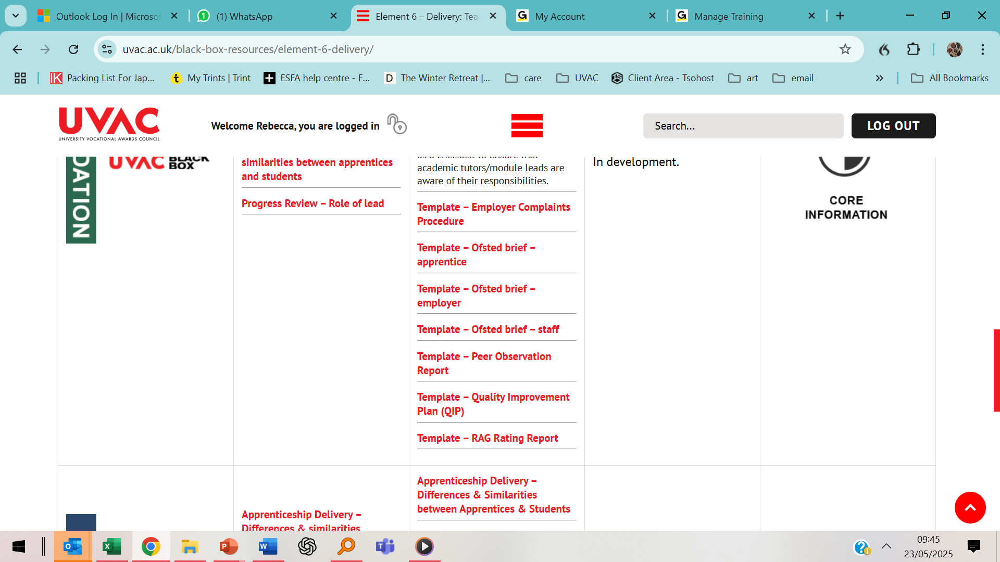 Outlook Log In | Microso
(1) WhatsApp
Element 6 – Delivery: Tea
My Account
Manage Training
uvac.ac.uk/black-box-resources/element-6-delivery/
Packing List For Jap...
My Trints | Trint
ESFA help centre - F...
The Winter Retreat |...
care
UVAC
Client Area - Tsohost
art
email
All Bookmarks
UVAC
UNIVERSITY VOCATIONAL AWARDS COUNCIL
Welcome Rebecca, you are logged in
Search...
LOG OUT
DATION
UVAC BLACK BOX
similarities between apprentices
and students
Progress Review – Role of lead
as a checklist to ensure that
academic tutors/module leads are
aware of their responsibilities.
Template – Employer Complaints
Procedure
Template – Ofsted brief –
apprentice
Template – Ofsted brief –
employer
Template – Ofsted brief – staff
Template – Peer Observation
Report
Template – Quality Improvement
Plan (QIP)
Template – RAG Rating Report
In development.
CORE
INFORMATION
Apprenticeship Delivery –
Differences & similarities
Apprenticeship Delivery –
Differences & Similarities
between Apprentices & Students
09:45
23/05/2025